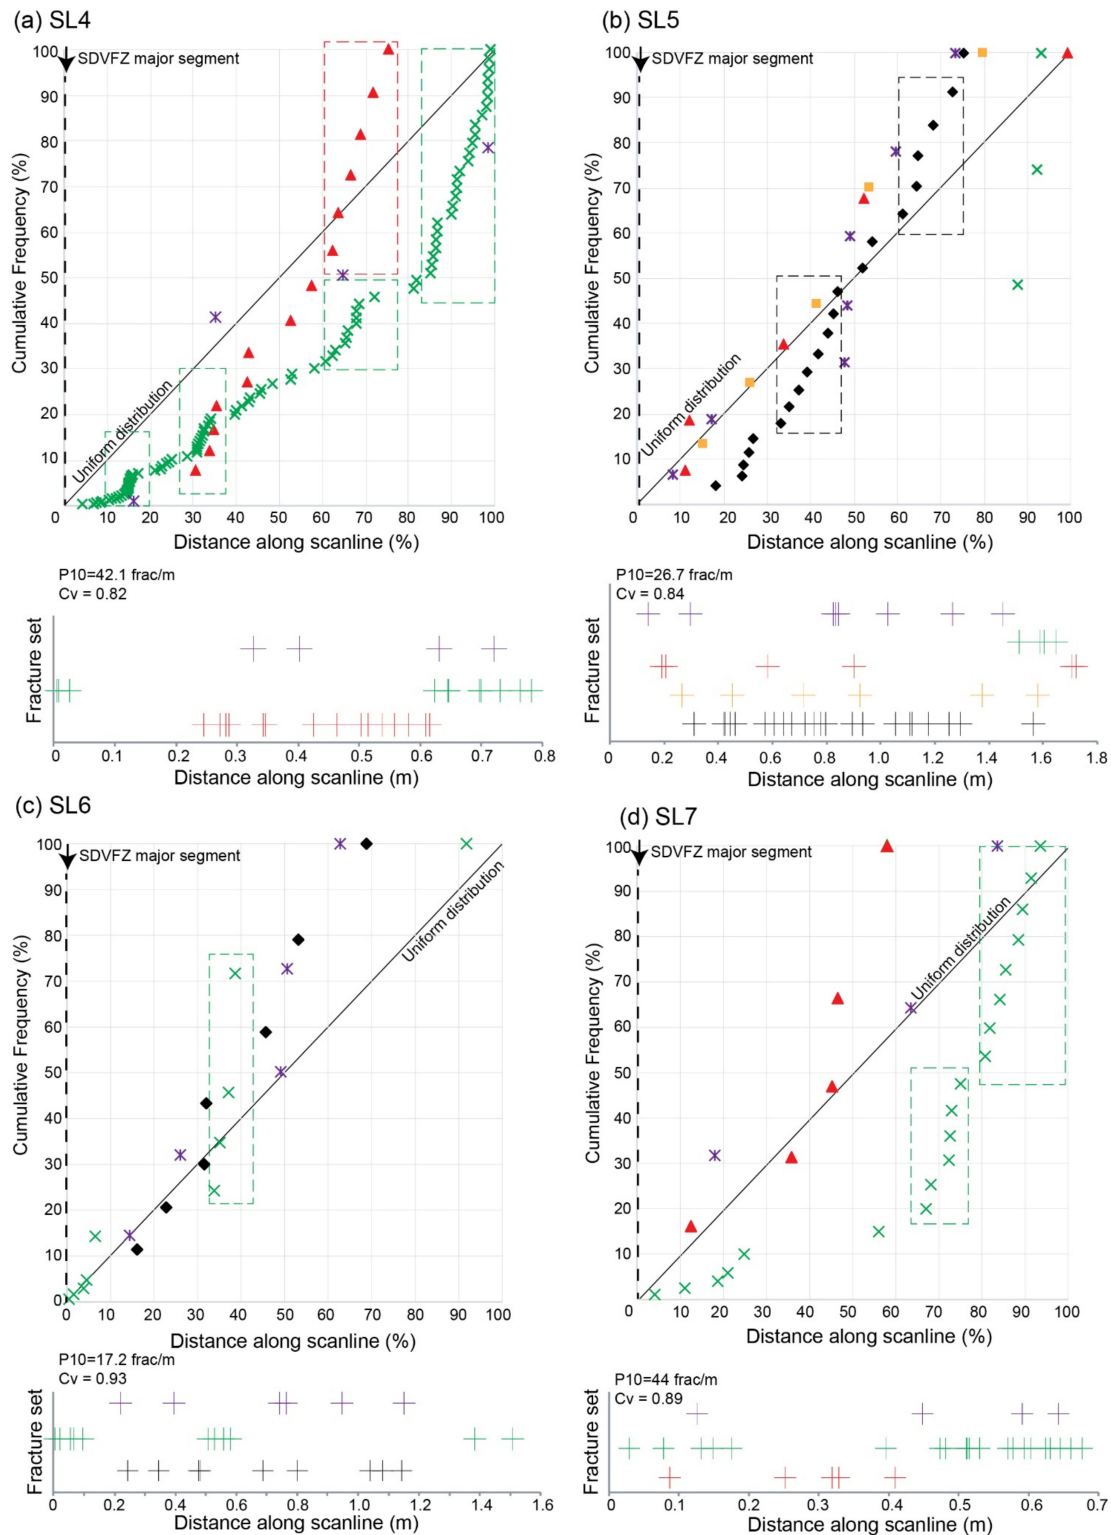 (a) SL4
SDVFZ major segment
Cumulative Frequency (%)
100
90
80
70
60
50
40
30
20
10
Uniform distribution
0 10 20 30 40 50 60 70 80 90 100
Distance along scanline (%)
P10=42.1 frac/m
Cv = 0.82
Fracture set
0 0.1 0.2 0.3 0.4 0.5 0.6 0.7 0.8
Distance along scanline (m)
(b) SL5
SDVFZ major segment
Cumulative Frequency (%)
100
90
80
70
60
50
40
30
20
10
Uniform distribution
0 10 20 30 40 50 60 70 80 90 100
Distance along scanline (%)
P10=26.7 frac/m
Cv = 0.84
Fracture set
0 0.2 0.4 0.6 0.8 1.0 1.2 1.4 1.6 1.8
Distance along scanline (m)
(c) SL6
SDVFZ major segment
Cumulative Frequency (%)
100
90
80
70
60
50
40
30
20
10
0
Uniform distribution
0 10 20 30 40 50 60 70 80 90 100
Distance along scanline (%)
P10=17.2 frac/m
Cv = 0.93
Fracture set
0 0.2 0.4 0.6 0.8 1.0 1.2 1.4 1.6
Distance along scanline (m)
(d) SL7
SDVFZ major segment
Cumulative Frequency (%)
100
90
80
70
60
50
40
30
20
10
Uniform distribution
0 10 20 30 40 50 60 70 80 90 100
Distance along scanline (%)
P10=44 frac/m
Cv = 0.89
Fracture set
0 0.1 0.2 0.3 0.4 0.5 0.6 0.7
Distance along scanline (m)